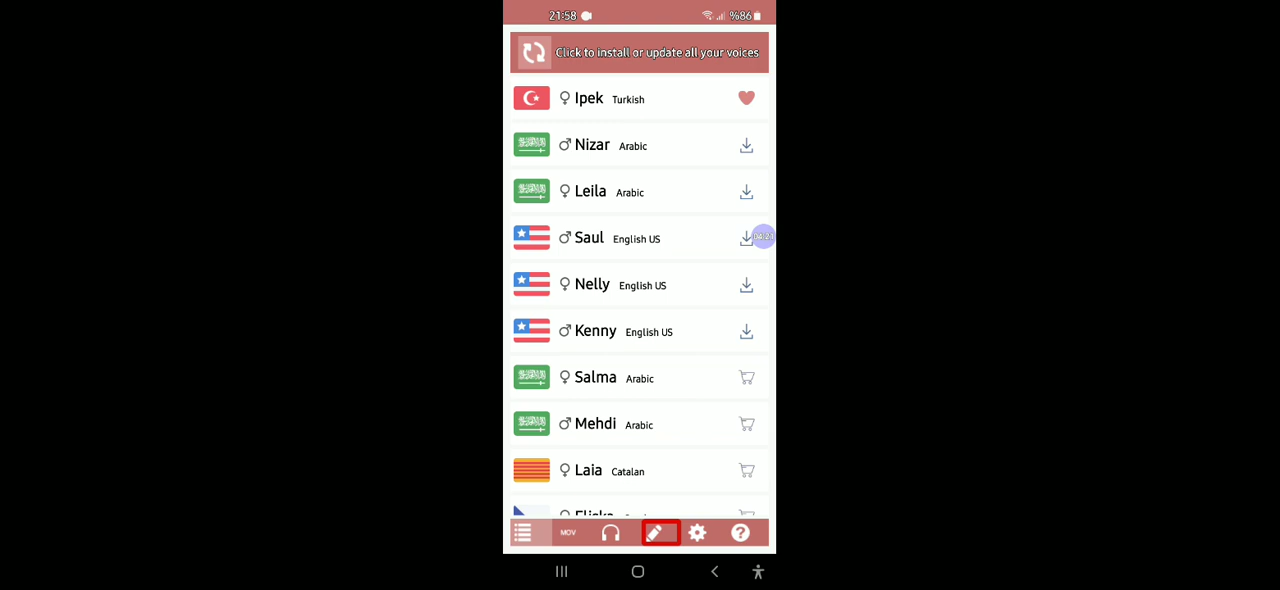 21:58 %86
Click to install or update all your voices
Ipek Turkish
Nizar Arabic
Leila Arabic
Saul English US
Nelly English US
Kenny English US
Salma Arabic
Mehdi Arabic
Laia Catalan
MOV